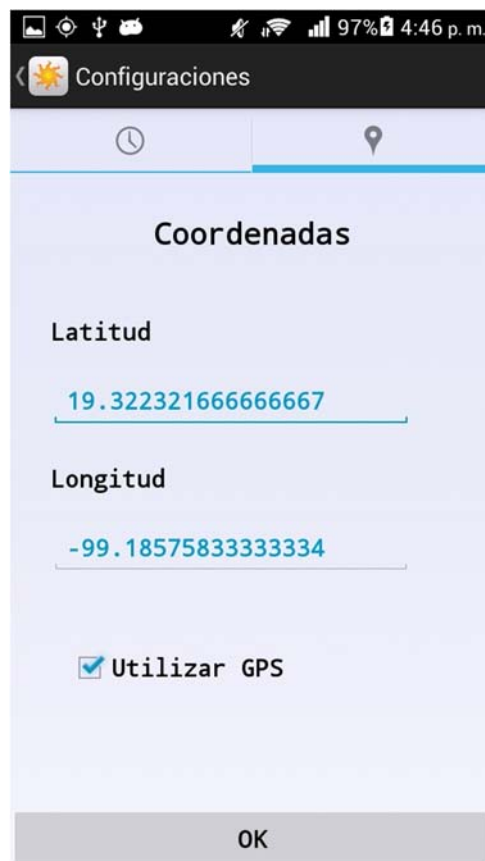 97% 4:46 p. m.
Configuraciones
Coordenadas
Latitud
19.322321666666667
Longitud
-99.18575833333334
Utilizar GPS
OK